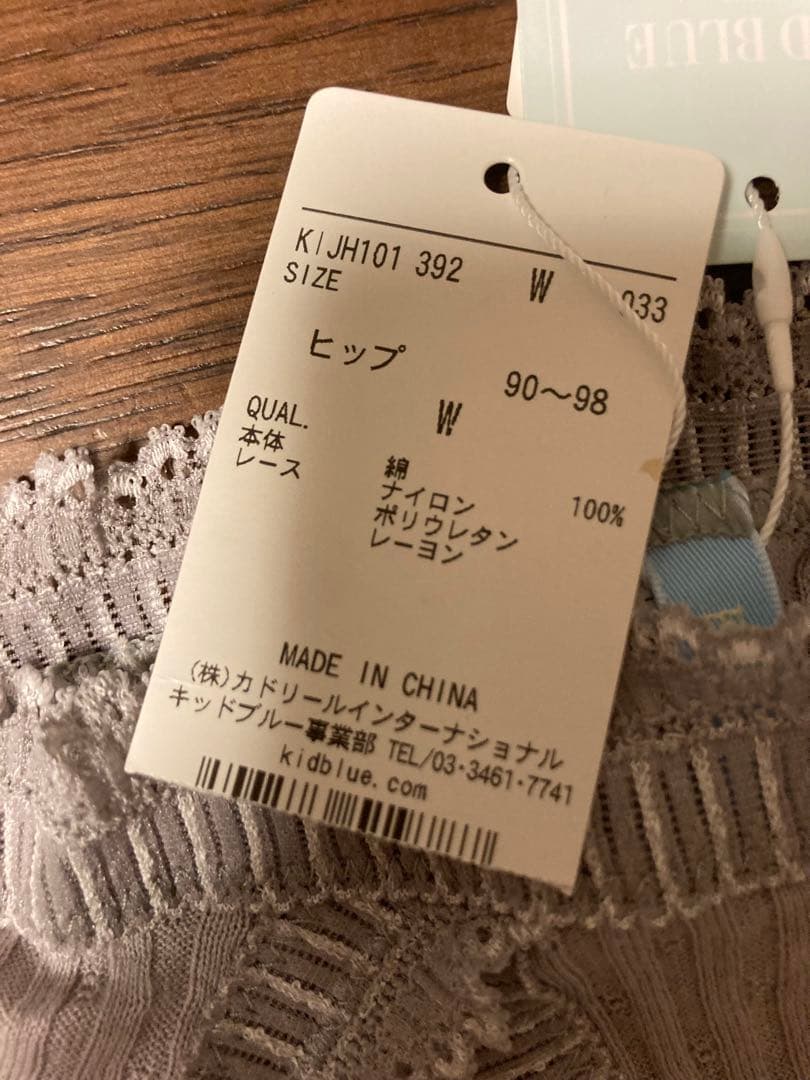 D BLUE
KIJH101 392 W 033
SIZE
ヒップ 90～98
QUAL. W
本体 綿 100%
レース ナイロン
ポリウレタン
レーヨン
MADE IN CHINA
(株)カドリールインターナショナル
キッドブルー事業部 TEL/03・3461・7741
kidblue.com